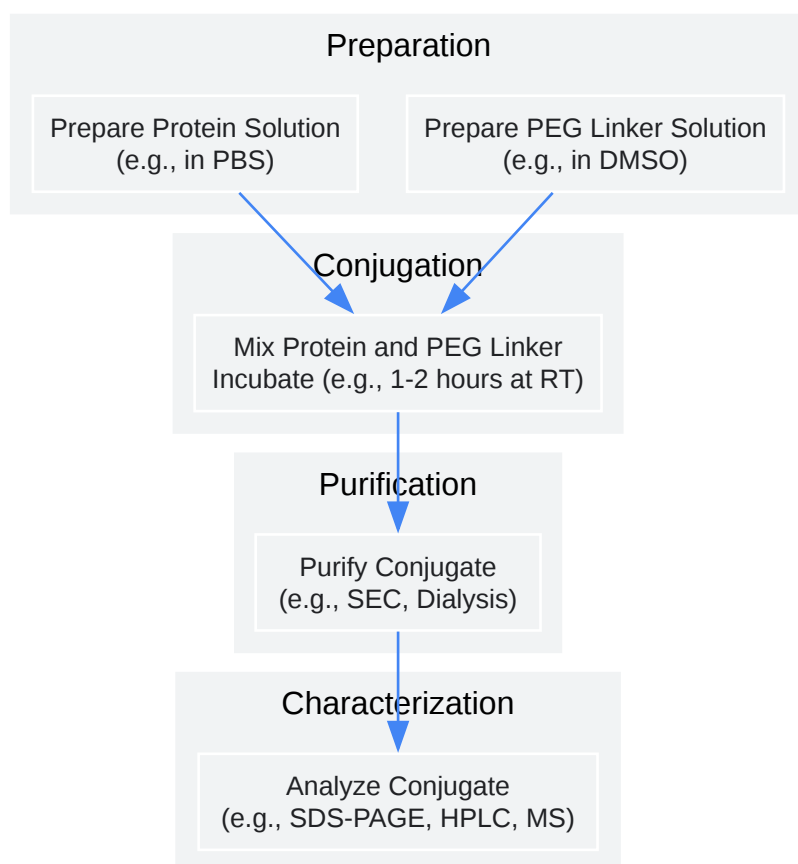 Preparation
Prepare Protein Solution
(e.g., in PBS)
Prepare PEG Linker Solution
(e.g., in DMSO)
Conjugation
Mix Protein and PEG Linker
Incubate (e.g., 1-2 hours at RT)
Purification
Purify Conjugate
(e.g., SEC, Dialysis)
Characterization
Analyze Conjugate
(e.g., SDS-PAGE, HPLC, MS)